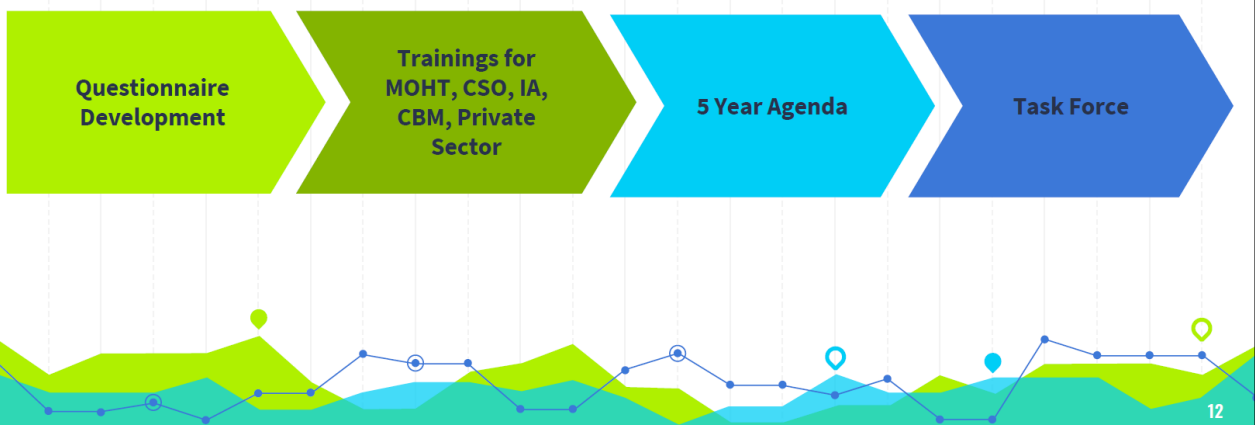 Questionnaire
Development
Trainings for
MOHT, CSO, IA,
CBM, Private
Sector
5 Year Agenda
Task Force
12